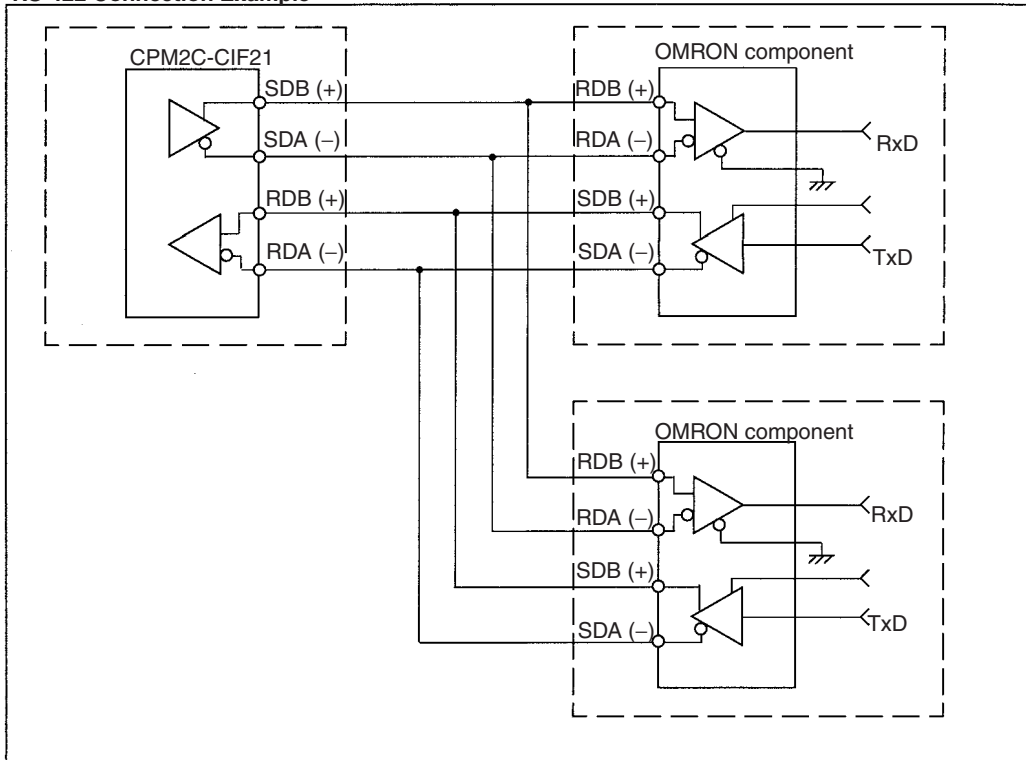 RS-422 Connection Example
CPM2C-CIF21
SDB (+)
SDA (−)
RDB (+)
RDA (−)
OMRON component
RDB (+)
RDA (−)
SDB (+)
SDA (−)
RxD
TxD
OMRON component
RDB (+)
RDA (−)
SDB (+)
SDA (−)
RxD
TxD